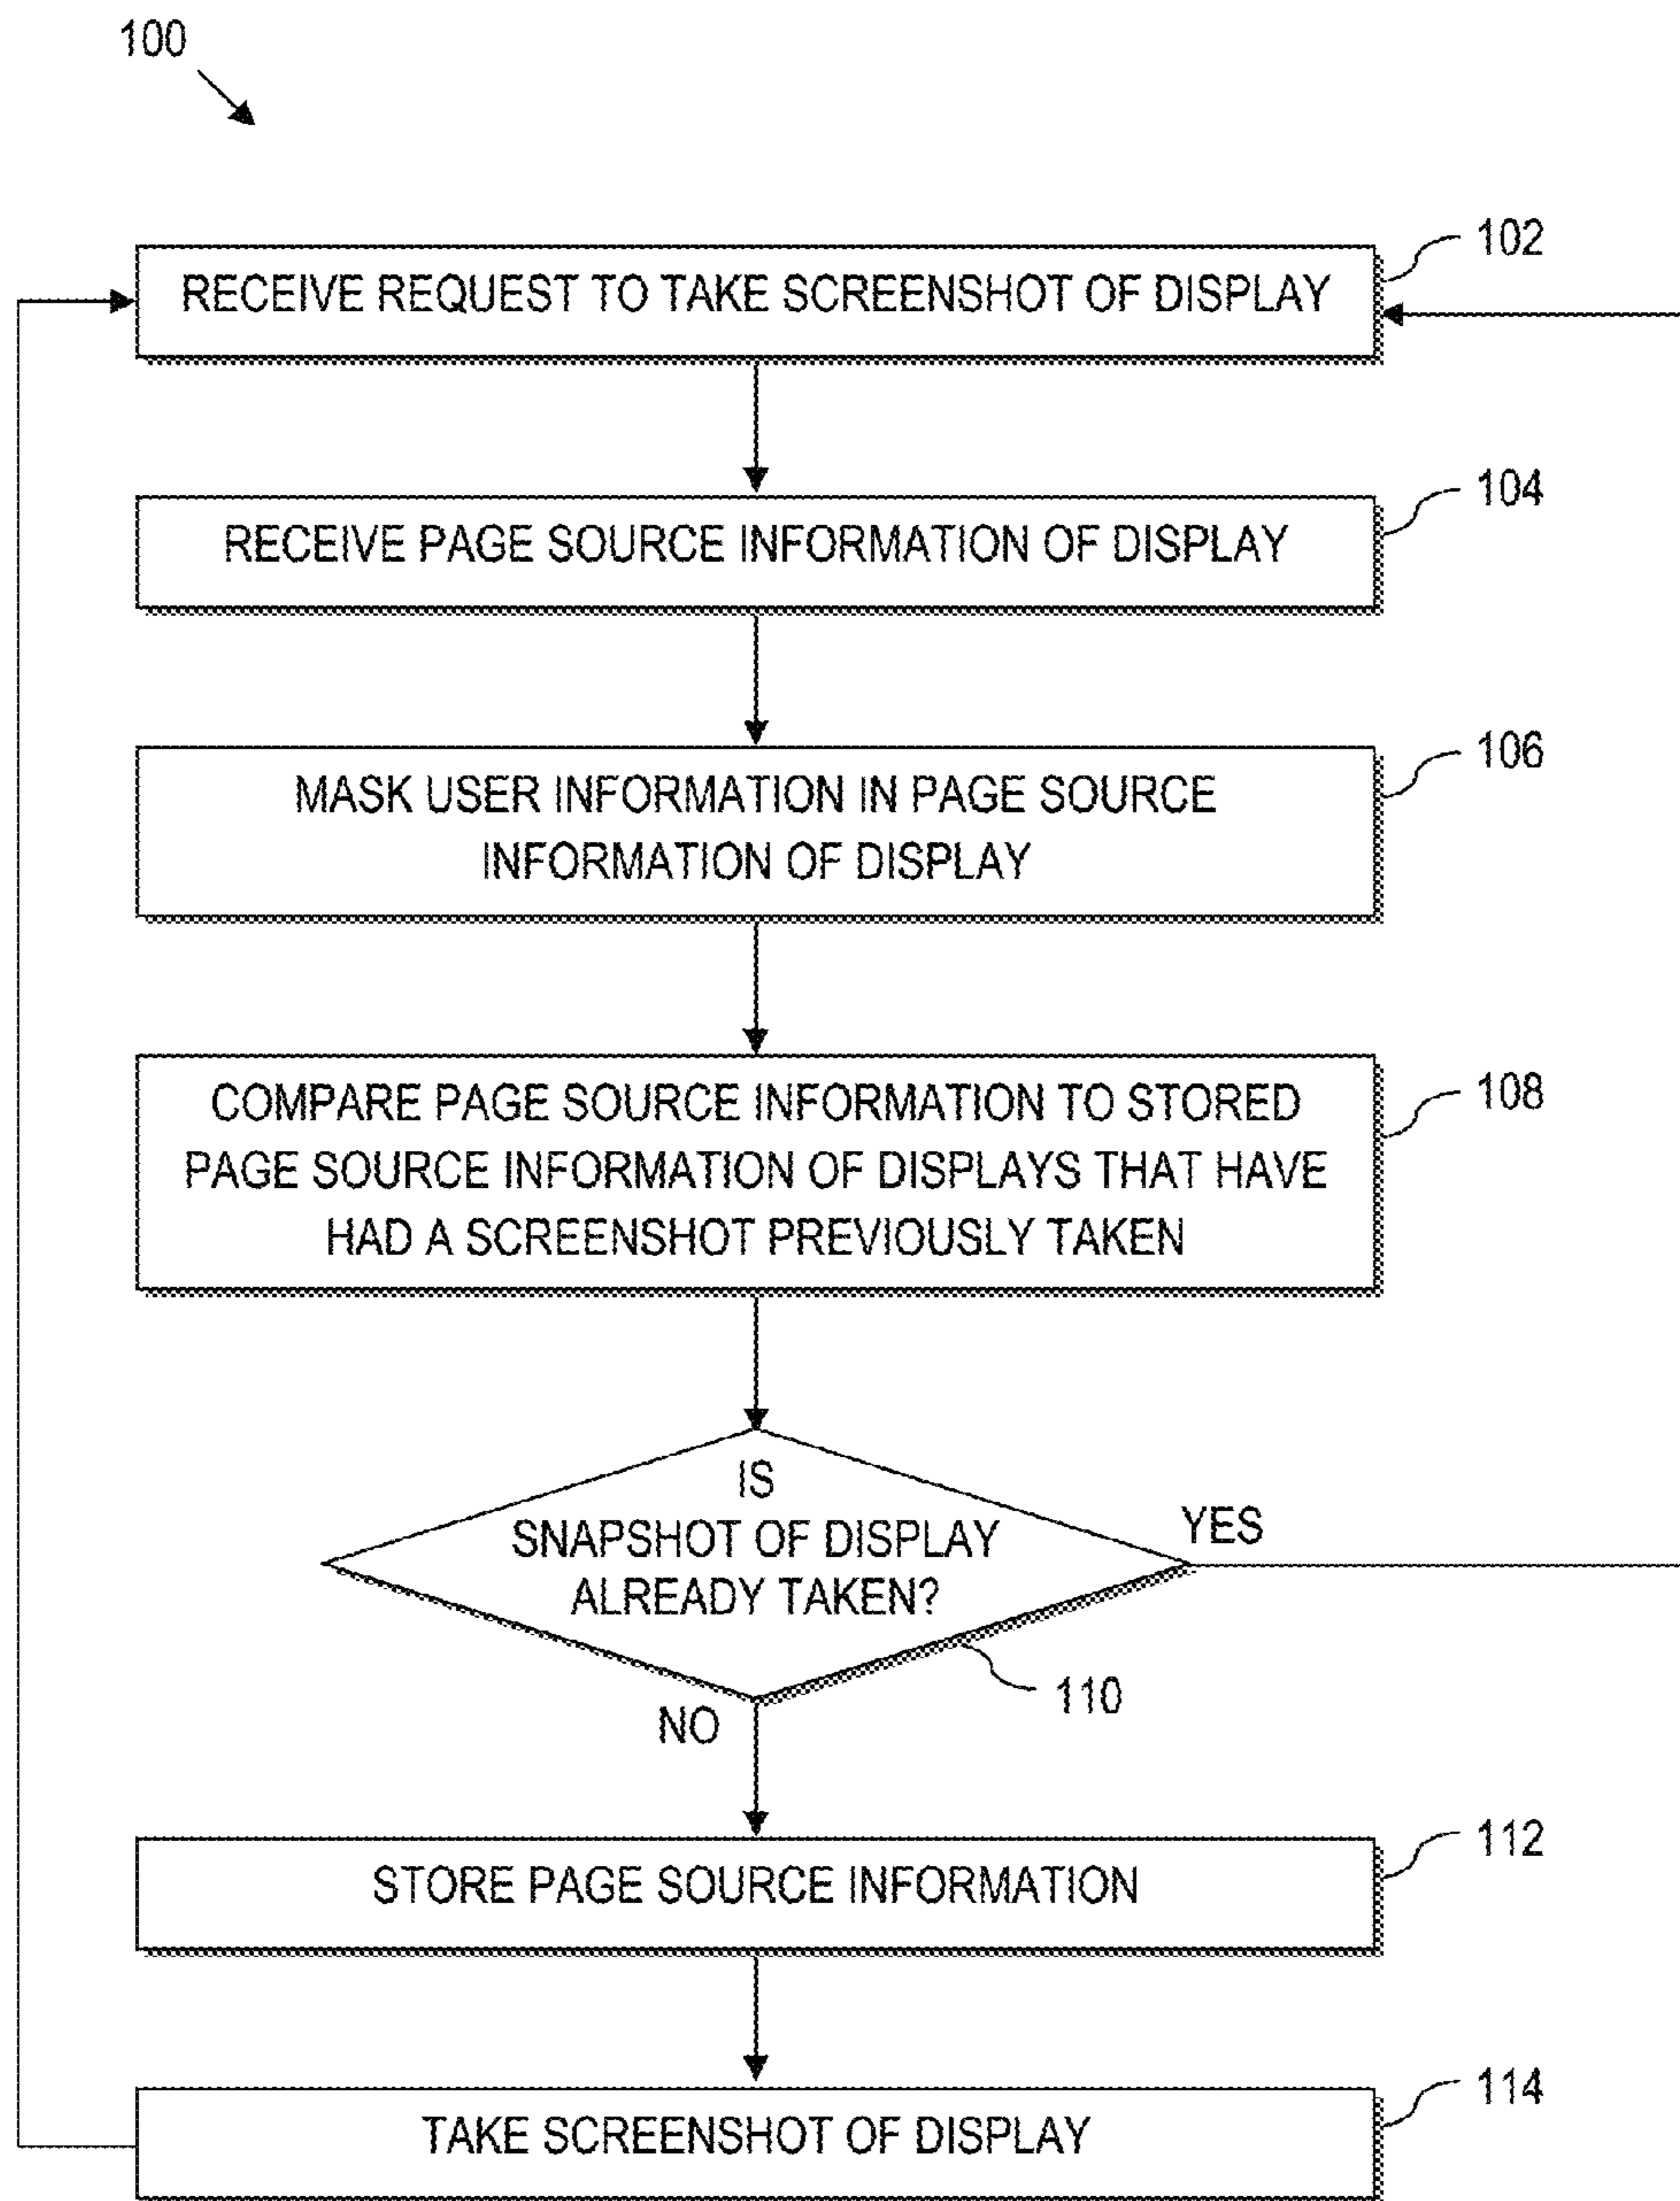 100
RECEIVE REQUEST TO TAKE SCREENSHOT OF DISPLAY
102
RECEIVE PAGE SOURCE INFORMATION OF DISPLAY
104
MASK USER INFORMATION IN PAGE SOURCE
INFORMATION OF DISPLAY
106
COMPARE PAGE SOURCE INFORMATION TO STORED
PAGE SOURCE INFORMATION OF DISPLAYS THAT HAVE
HAD A SCREENSHOT PREVIOUSLY TAKEN
108
IS
SNAPSHOT OF DISPLAY
ALREADY TAKEN?
YES
110
NO
STORE PAGE SOURCE INFORMATION
112
TAKE SCREENSHOT OF DISPLAY
114